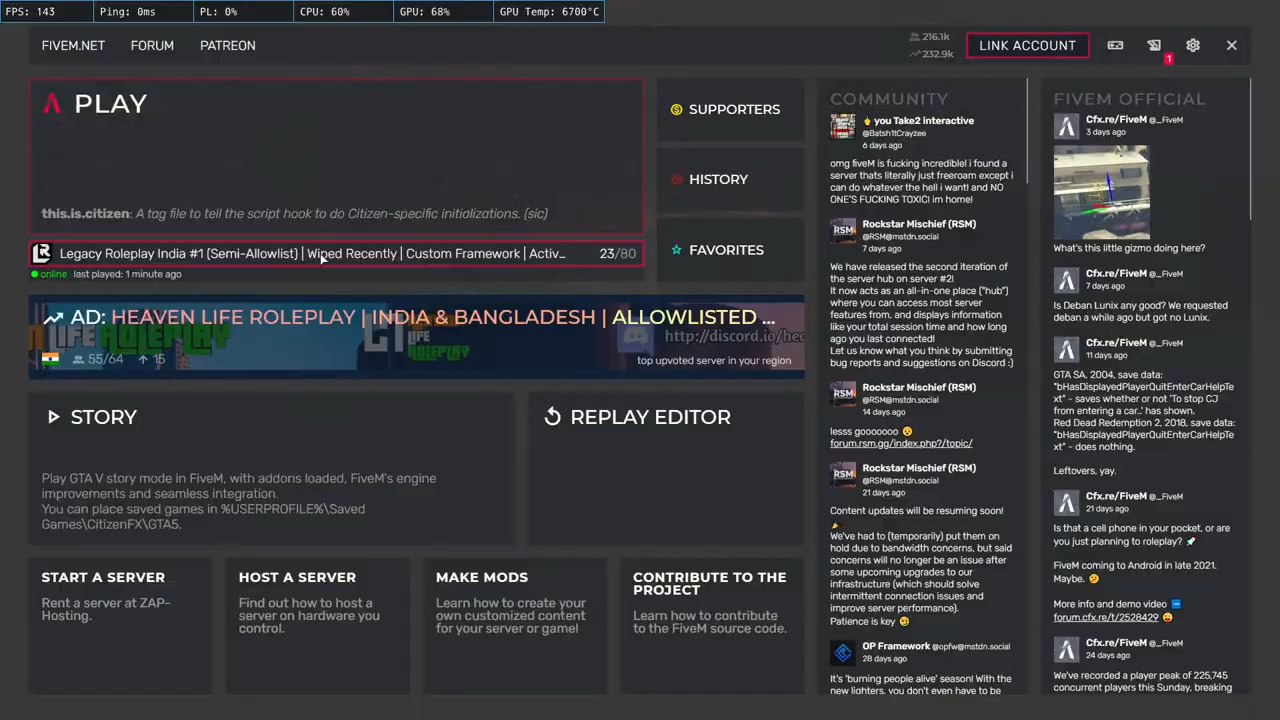 FPS: 143 Ping: 0ms PL: 0% CPU: 60% GPU: 68% GPU Temp: 6700°C
FIVEM.NET FORUM PATREON
216.1k
232.9k
LINK ACCOUNT
1
PLAY
this.is.citizen: A tag file to tell the script hook to do Citizen-specific initializations. (sic)
Legacy Roleplay India #1 (Semi-Allowlist) | Wiped Recently | Custom Framework | Activ... 23/80
online last played: 1 minute ago
SUPPORTERS
HISTORY
FAVORITES
AD: HEAVEN LIFE ROLEPLAY | INDIA & BANGLADESH | ALLOWLISTED ...
LIFE ROLEPLAY
LIFE
ROLEPLAY
http://discord.io/hec
55/64 15
top upvoted server in your region
STORY
Play GTA V story mode in FiveM, with addons loaded, FiveM's engine
improvements and seamless integration.
You can place saved games in %USERPROFILE%\Saved
Games\CitizenFX\GTA5.
REPLAY EDITOR
START A SERVER
Rent a server at ZAP-
Hosting.
HOST A SERVER
Find out how to host a
server on hardware you
control.
MAKE MODS
Learn how to create your
own customized content
for your server or game!
CONTRIBUTE TO THE
PROJECT
Learn how to contribute
to the FiveM source code.
COMMUNITY
🖕 you Take2 interactive
@Batsh1tCrayzee
6 days ago
omg fiveM is fucking incredible! i found a
server thats literally just freeroam except i
can do whatever the hell i want! and NO
ONE'S FUCKING TOXIC! im home!
Rockstar Mischief (RSM)
@RSM@mstdn.social
7 days ago
We have released the second iteration of
the server hub on server #2!
It now acts as an all-in-one place ("hub")
where you can access most server
features from, and displays information
like your total session time and how long
ago you last connected!
Let us know what you think by submitting
bug reports and suggestions on Discord :)
Rockstar Mischief (RSM)
@RSM@mstdn.social
14 days ago
lesss gooooooo 😮
forum.rsm.gg/index.php?/topic/
Rockstar Mischief (RSM)
@RSM@mstdn.social
21 days ago
Content updates will be resuming soon!
🎉
We've had to (temporarily) put them on
hold due to bandwidth concerns, but said
concerns will no longer be an issue after
some upcoming upgrades to our
infrastructure (which should solve
intermittent connection issues and
improve server performance).
Patience is key 😏
OP Framework @opfw@mstdn.social
28 days ago
It's 'burning people alive' season! With the
new lighters, you don't even have to be
FIVEM OFFICIAL
Cfx.re/FiveM @_FiveM
3 days ago
What's this little gizmo doing here?
Cfx.re/FiveM @_FiveM
7 days ago
Is Deban Lunix any good? We requested
deban a while ago but got no Lunix.
Cfx.re/FiveM @_FiveM
11 days ago
GTA SA, 2004, save data:
"bHasDisplayedPlayerQuitEnterCarHelpTe
xt" - saves whether or not 'To stop CJ
from entering a car..' has shown.
Red Dead Redemption 2, 2018, save data:
"bHasDisplayedPlayerQuitEnterCarHelpTe
xt" - does nothing.
Leftovers, yay.
Cfx.re/FiveM @_FiveM
21 days ago
Is that a cell phone in your pocket, or are
you just planning to roleplay? 🚀
FiveM coming to Android in late 2021.
Maybe. 🤔
More info and demo video ➡
forum.cfx.re/t/2528429 😀
Cfx.re/FiveM @_FiveM
24 days ago
We've recorded a player peak of 225,745
concurrent players this Sunday, breaking